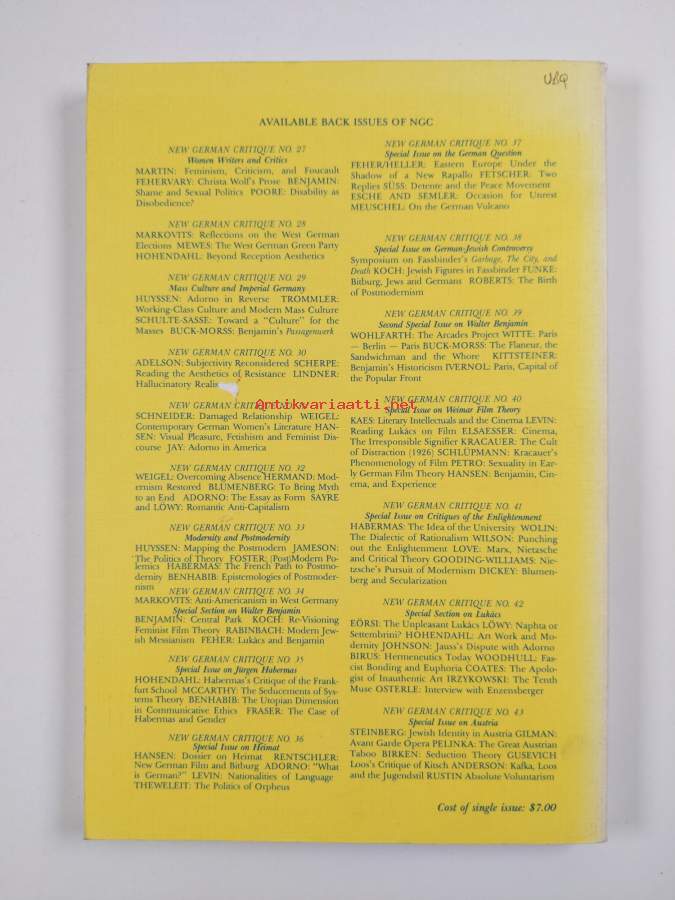 UBQ
AVAILABLE BACK ISSUES OF NGC
NEW GERMAN CRITIQUE NO. 27
Women Writers and Critics
MARTIN: Feminism, Criticism, and Foucault
FEHERVARY: Christa Wolf's Prose BENJAMIN:
Shame and Sexual Politics POORE: Disability as
Disobedience?
NEW GERMAN CRITIQUE NO. 28
MARKOVITS: Reflections on the West German
Elections MEWES: The West German Green Party
HOHENDAHL: Beyond Reception Aesthetics
NEW GERMAN CRITIQUE NO. 29
Mass Culture and Imperial Germany
HUYSSEN: Adorno in Reverse TROMMLER:
Working-Class Culture and Modern Mass Culture
SCHULTE-SASSE: Toward a "Culture" for the
Masses BUCK-MORSS: Benjamin's Passagenwerk
NEW GERMAN CRITIQUE NO. 30
ADELSON: Subjectivity Reconsidered SCHERPE:
Reading the Aesthetics of Resistance LINDNER:
Hallucinatory Realis
NEW GERMAN CRITIQUE NO.
SCHNEIDER: Damaged Relationship WEIGEL:
Contemporary German Women's Literature HAN-
SEN: Visual Pleasure, Fetishism and Feminist Dis-
course JAY: Adorno in America
NEW GERMAN CRITIQUE NO. 32
WEIGEL: Overcoming Absence HERMAND: Mod-
ernism Restored BLUMENBERG: To Bring Myth
to an End ADORNO: The Essay as Form SAYRE
and LÖWY: Romantic Anti-Capitalism
NEW GERMAN CRITIQUE NO. 33
Modernity and Postmodernity
HUYSSEN: Mapping the Postmodern JAMESON:
The Politics of Theory FOSTER: (Post)Modern Po-
lemics HABERMAS: The French Path to Postmo-
dernity BENHABIB: Epistemologies of Postmoder-
nism
NEW GERMAN CRITIQUE NO. 34
MARKOVITS: Anti-Americanism in West Germany
Special Section on Walter Benjamin
BENJAMIN: Central Park KOCH: Re-Visioning
Feminist Film Theory RABINBACH: Modern Jew-
ish Messianism FEHER: Lukács and Benjamin
NEW GERMAN CRITIQUE NO. 35
Special Issue on Jürgen Habermas
HOHENDAHL: Habermas's Critique of the Frank-
furt School MCCARTHY: The Seducements of Sys-
tems Theory BENHABIB: The Utopian Dimension
in Communicative Ethics FRASER: The Case of
Habermas and Gender
NEW GERMAN CRITIQUE NO. 36
Special Issue on Heimat
HANSEN: Dossier on Heimat RENTSCHLER:
New German Film and Bitburg ADORNO: "What
is German?" LEVIN: Nationalities of Language
THEWELEIT: The Politics of Orpheus
NEW GERMAN CRITIQUE NO. 37
Special Issue on the German Question
FEHER/HELLER: Eastern Europe Under the
Shadow of a New Rapallo FETSCHER: Two
Replies SÜSS: Detente and the Peace Movement
ESCHE AND SEMLER: Occasion for Unrest
MEUSCHEL: On the German Vulcano
NEW GERMAN CRITIQUE NO. 38
Special Issue on German-Jewish Controversy
Symposium on Fassbinder's Garbage, The City, and
Death KOCH: Jewish Figures in Fassbinder FUNKE:
Bitburg, Jews and Germans ROBERTS: The Birth
of Postmodernism
NEW GERMAN CRITIQUE NO. 39
Second Special Issue on Walter Benjamin
WOHLFARTH: The Arcades Project WITTE: Paris
— Berlin — Paris BUCK-MORSS: The Flaneur, the
Sandwichman and the Whore KITTSTEINER:
Benjamin's Historicism IVERNOL: Paris, Capital of
the Popular Front
NEW GERMAN CRITIQUE NO. 40
Special Issue on Weimar Film Theory
KAES: Literary Intellectuals and the Cinema LEVIN:
Reading Lukács on Film ELSAESSER: Cinema,
The Irresponsible Signifier KRACAUER: The Cult
of Distraction (1926) SCHLÜPMANN: Kracauer's
Phenomenology of Film PETRO: Sexuality in Ear-
ly German Film Theory HANSEN: Benjamin, Cin-
ema, and Experience
NEW GERMAN CRITIQUE NO. 41
Special Issue on Critiques of the Enlightenment
HABERMAS: The Idea of the University WOLIN:
The Dialectic of Rationalism WILSON: Punching
out the Enlightenment LOVE: Marx, Nietzsche
and Critical Theory GOODING-WILLIAMS: Nie-
tzsche's Pursuit of Modernism DICKEY: Blumen-
berg and Secularization
NEW GERMAN CRITIQUE NO. 42
Special Section on Lukács
EÖRSI: The Unpleasant Lukács LÖWY: Naphta or
Settembrini? HOHENDAHL: Art Work and Mo-
dernity JOHNSON: Jauss's Dispute with Adorno
BIRUS: Hermeneutics Today WOODHULL: Fas-
cist Bonding and Euphoria COATES: The Apolo-
gist of Inauthentic Art IRZYKOWSKI: The Tenth
Muse OSTERLE: Interview with Enzensberger
NEW GERMAN CRITIQUE NO. 43
Special Issue on Austria
STEINBERG: Jewish Identity in Austria GILMAN:
Avant Garde Opera PELINKA: The Great Austrian
Taboo BIRKEN: Seduction Theory GUSEVICH
Loos's Critique of Kitsch ANDERSON: Kafka, Loos
and the Jugendstil RUSTIN Absolute Voluntarism
Cost of single issue: $7.00
Antikvariaatti.net